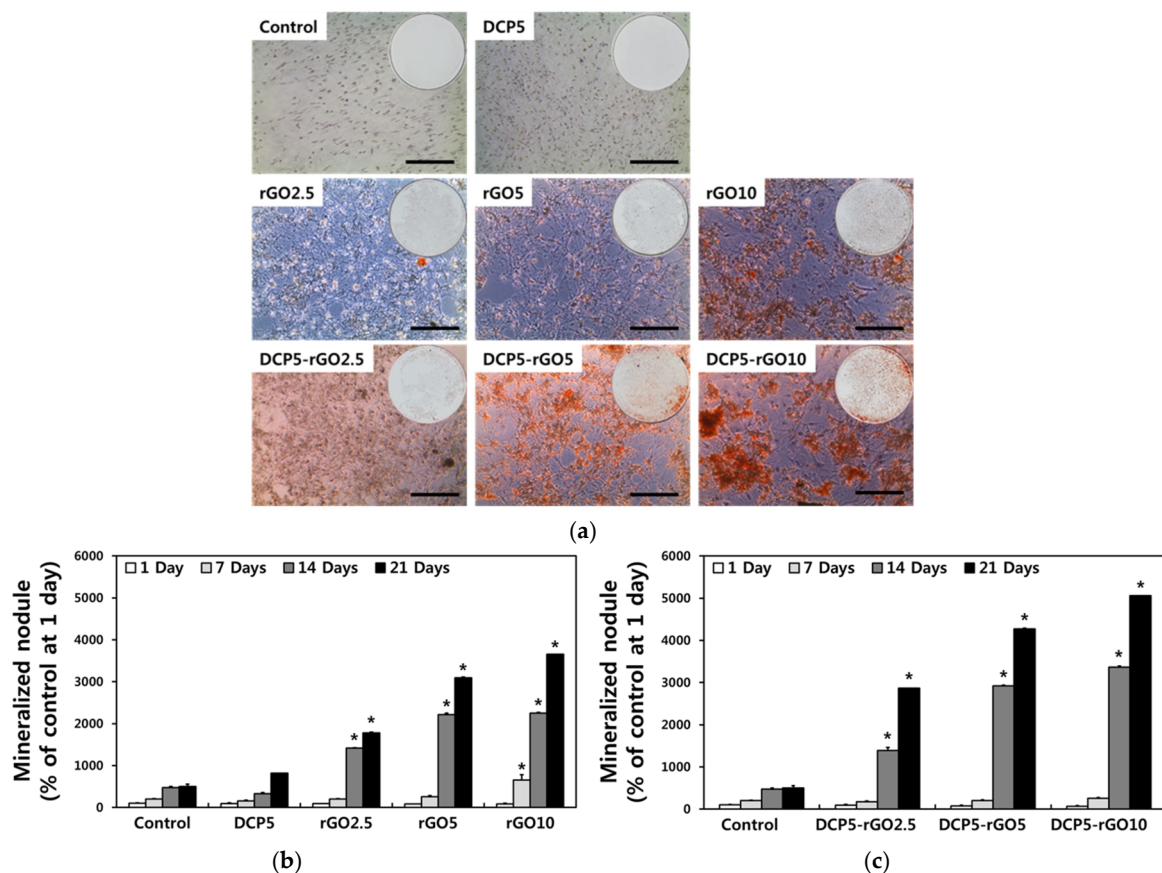 Control DCP5
rGO2.5 rGO5 rGO10
DCP5-rGO2.5 DCP5-rGO5 DCP5-rGO10
(a)
Mineralized nodule
(% of control at 1 day)
6000
5000
4000
3000
2000
1000
0
1 Day 7 Days 14 Days 21 Days
* * * * * * *
Control DCP5 rGO2.5 rGO5 rGO10
(b)
Mineralized nodule
(% of control at 1 day)
6000
5000
4000
3000
2000
1000
0
1 Day 7 Days 14 Days 21 Days
* * * * * *
Control DCP5-rGO2.5 DCP5-rGO5 DCP5-rGO10
(c)